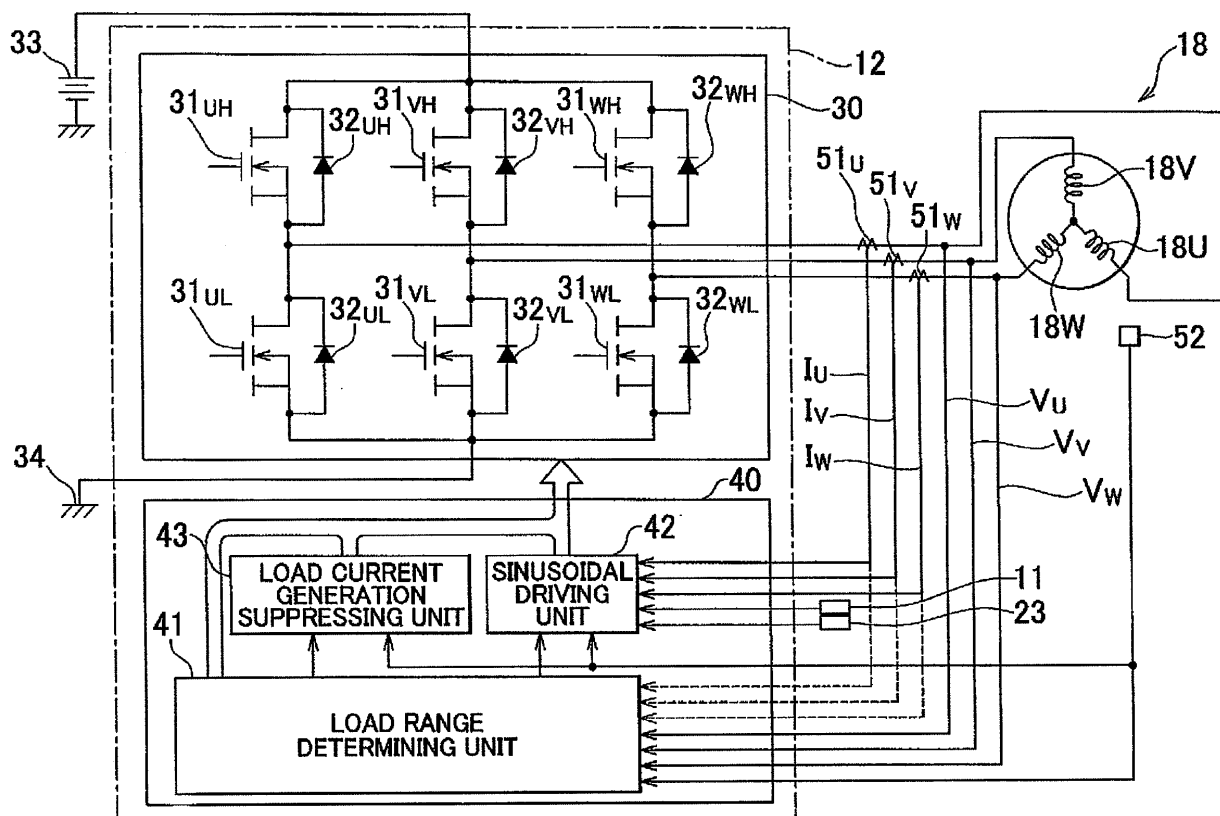 33
12
18
31UH
32UH
31VH
32VH
31WH
32WH
30
51U
51V
51W
18V
18U
18W
31UL
32UL
31VL
32VL
31WL
32WL
52
IU
IV
IW
VU
VV
VW
34
40
43
42
LOAD CURRENT
GENERATION
SUPPRESSING UNIT
SINUSOIDAL
DRIVING
UNIT
11
23
41
LOAD RANGE
DETERMINING UNIT